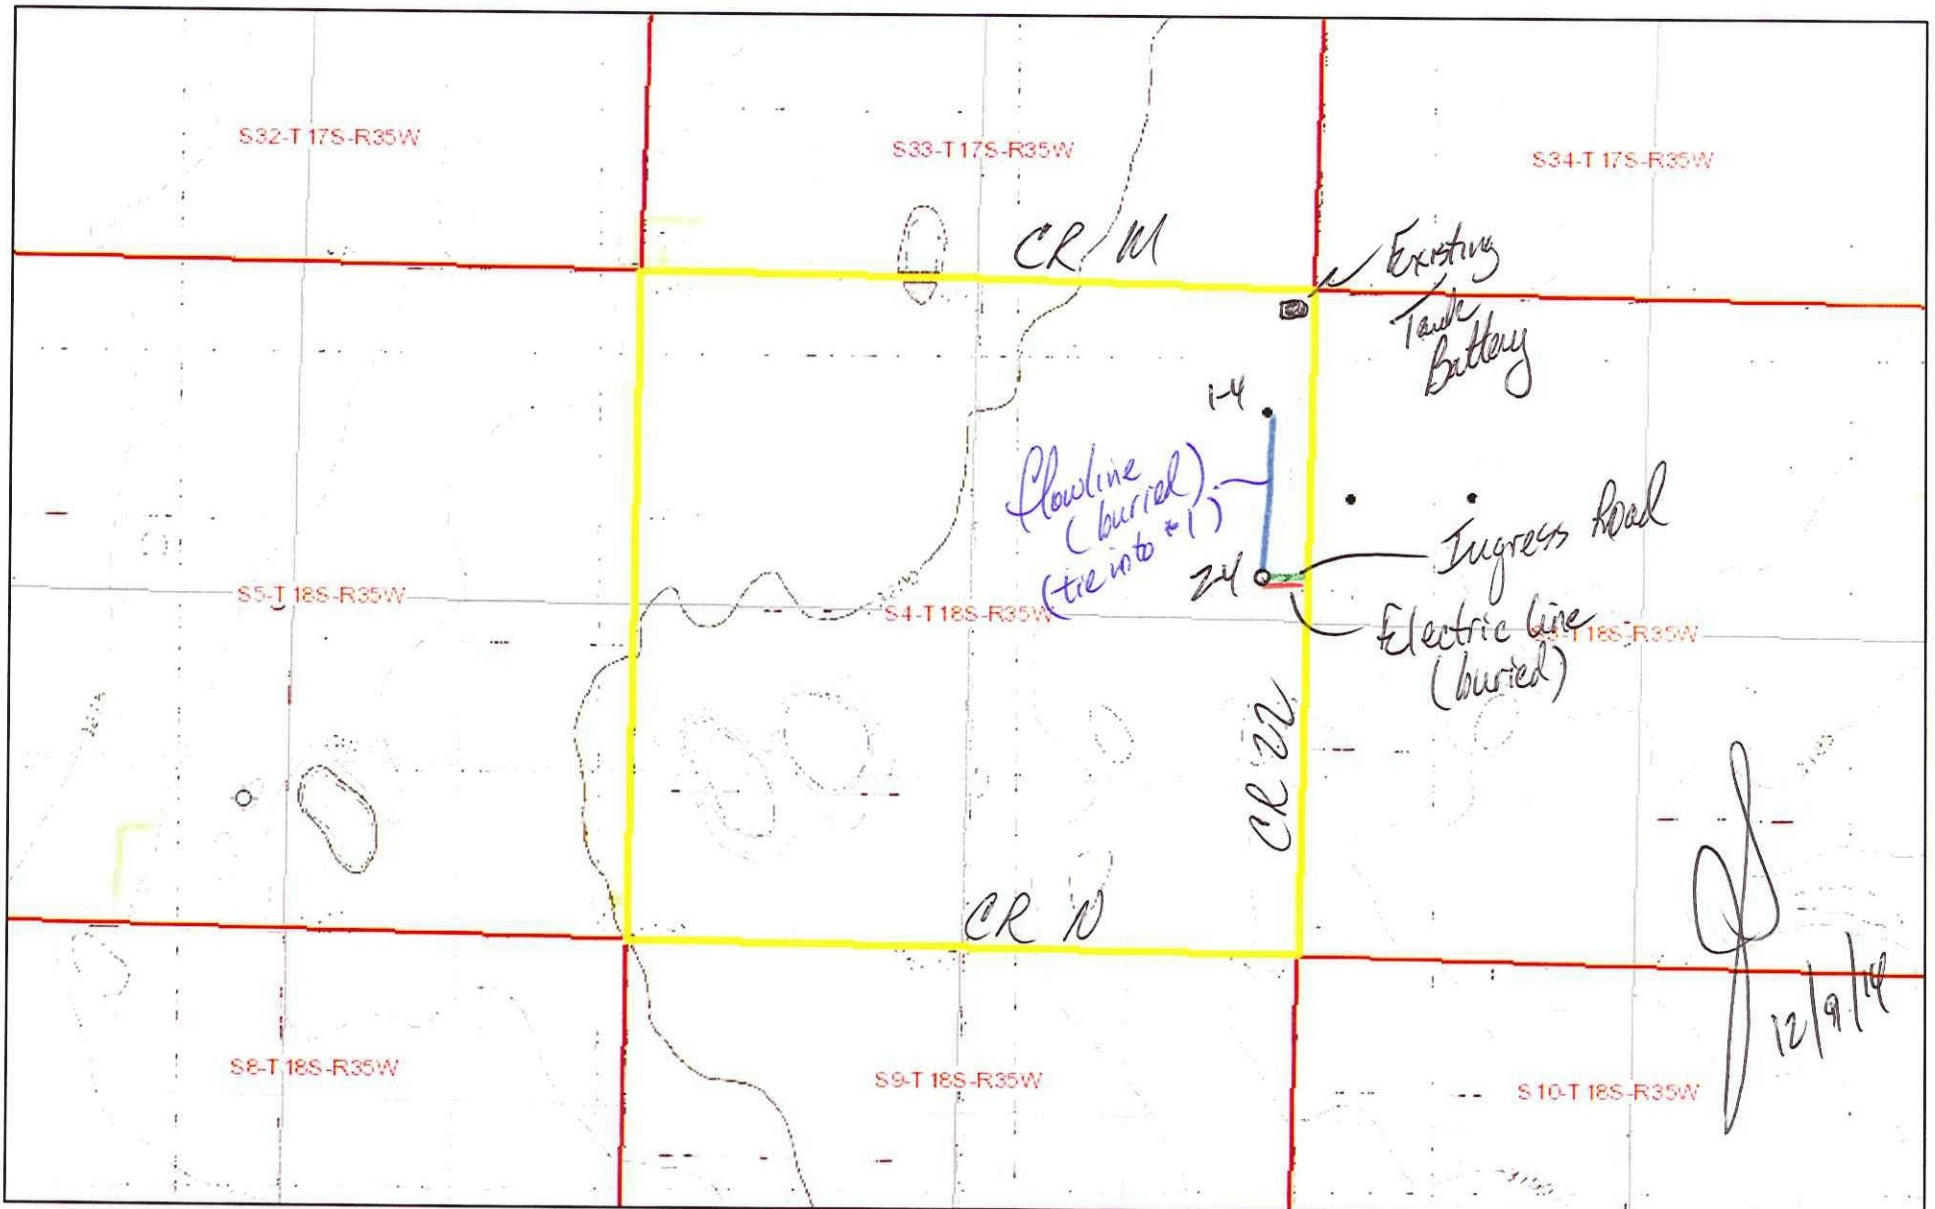 S32-T17S-R35W
S33-T17S-R35W
S34-T17S-R35W
CR M
Existing
Tank
Battery
1-4
flowline
(buried)
(tie into #1)
2-4
Ingress Road
Electric line
(buried)
S5-T18S-R35W
S4-T18S-R35W
S3-T18S-R35W
CR 22
CR N
12/9/14
S8-T18S-R35W
S9-T18S-R35W
S10-T18S-R35W